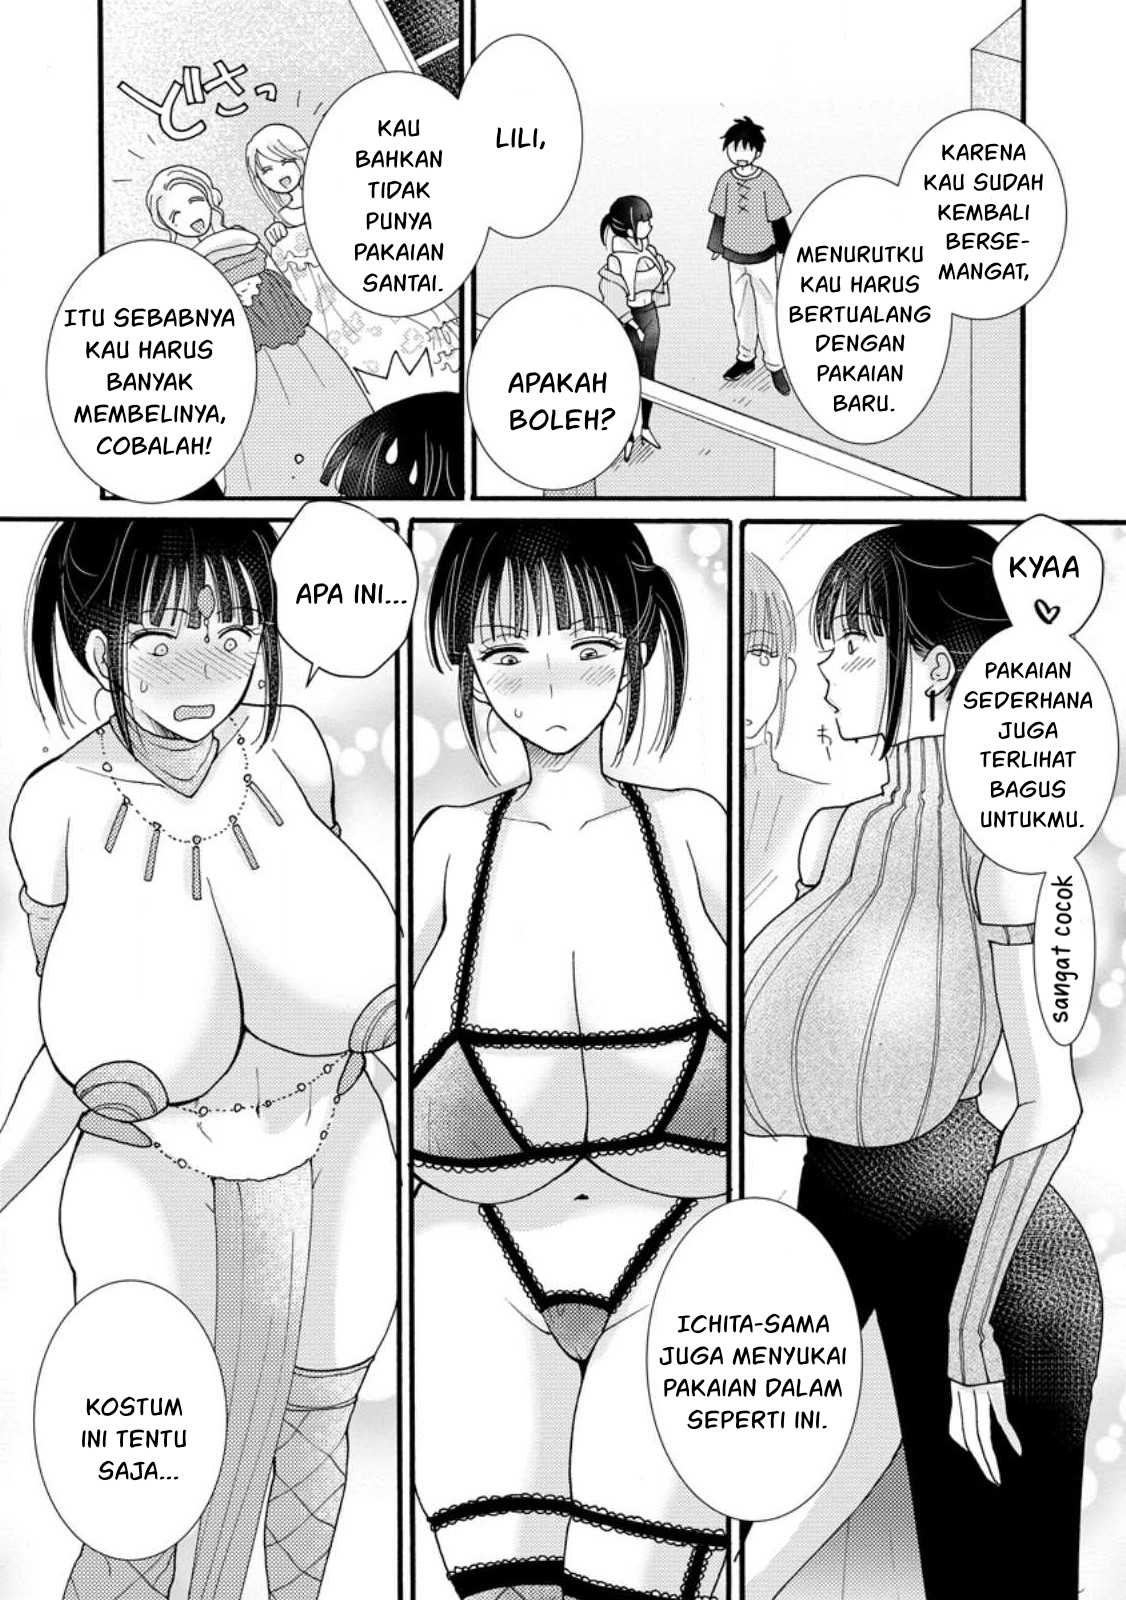 KARENA
KAU SUDAH
KEMBALI
BERSE-
MANGAT,
MENURUTKU
KAU HARUS
BERTUALANG
DENGAN
PAKAIAN
BARU.
APAKAH
BOLEH?
LILI,
KAU
BAHKAN
TIDAK
PUNYA
PAKAIAN
SANTAI.
どさっ
ITU SEBABNYA
KAU HARUS
BANYAK
MEMBELINYA,
COBALAH!
KYAA
♡
PAKAIAN
SEDERHANA
JUGA
TERLIHAT
BAGUS
UNTUKMU.
sangat cocok
ICHITA-SAMA
JUGA MENYUKAI
PAKAIAN DALAM
SEPERTI INI.
APA INI...
KOSTUM
INI TENTU
SAJA...